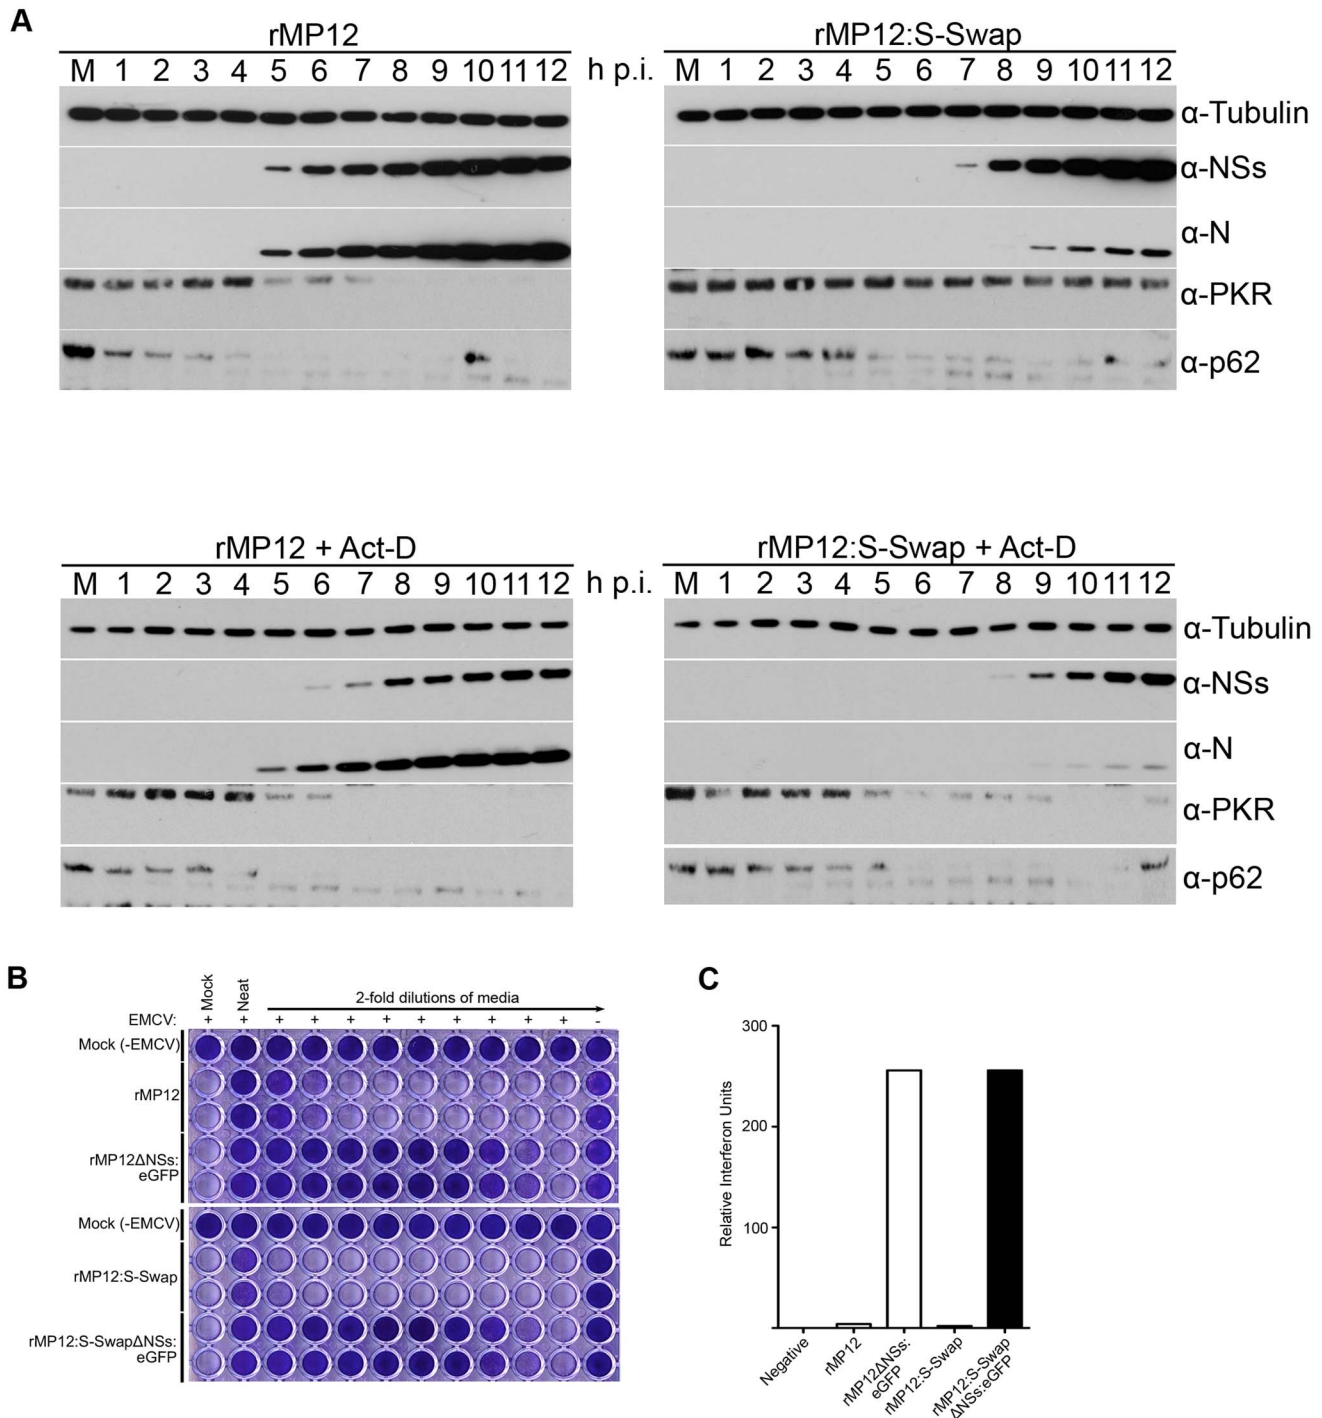 A
rMP12
rMP12:S-Swap
M 1 2 3 4 5 6 7 8 9 10 11 12 h p.i. M 1 2 3 4 5 6 7 8 9 10 11 12
α-Tubulin
α-NSs
α-N
α-PKR
α-p62
rMP12 + Act-D
rMP12:S-Swap + Act-D
M 1 2 3 4 5 6 7 8 9 10 11 12 h p.i. M 1 2 3 4 5 6 7 8 9 10 11 12
α-Tubulin
α-NSs
α-N
α-PKR
α-p62
B
Mock
Neat
2-fold dilutions of media
EMCV: + + + + + + + + + + + -
Mock (-EMCV)
rMP12
rMP12ΔNSs:
eGFP
Mock (-EMCV)
rMP12:S-Swap
rMP12:S-SwapΔNSs:
eGFP
C
Relative Interferon Units
300
200
100
Negative
rMP12
rMP12ΔNSs:
eGFP
rMP12:S-Swap
rMP12:S-Swap
ΔNSs:eGFP